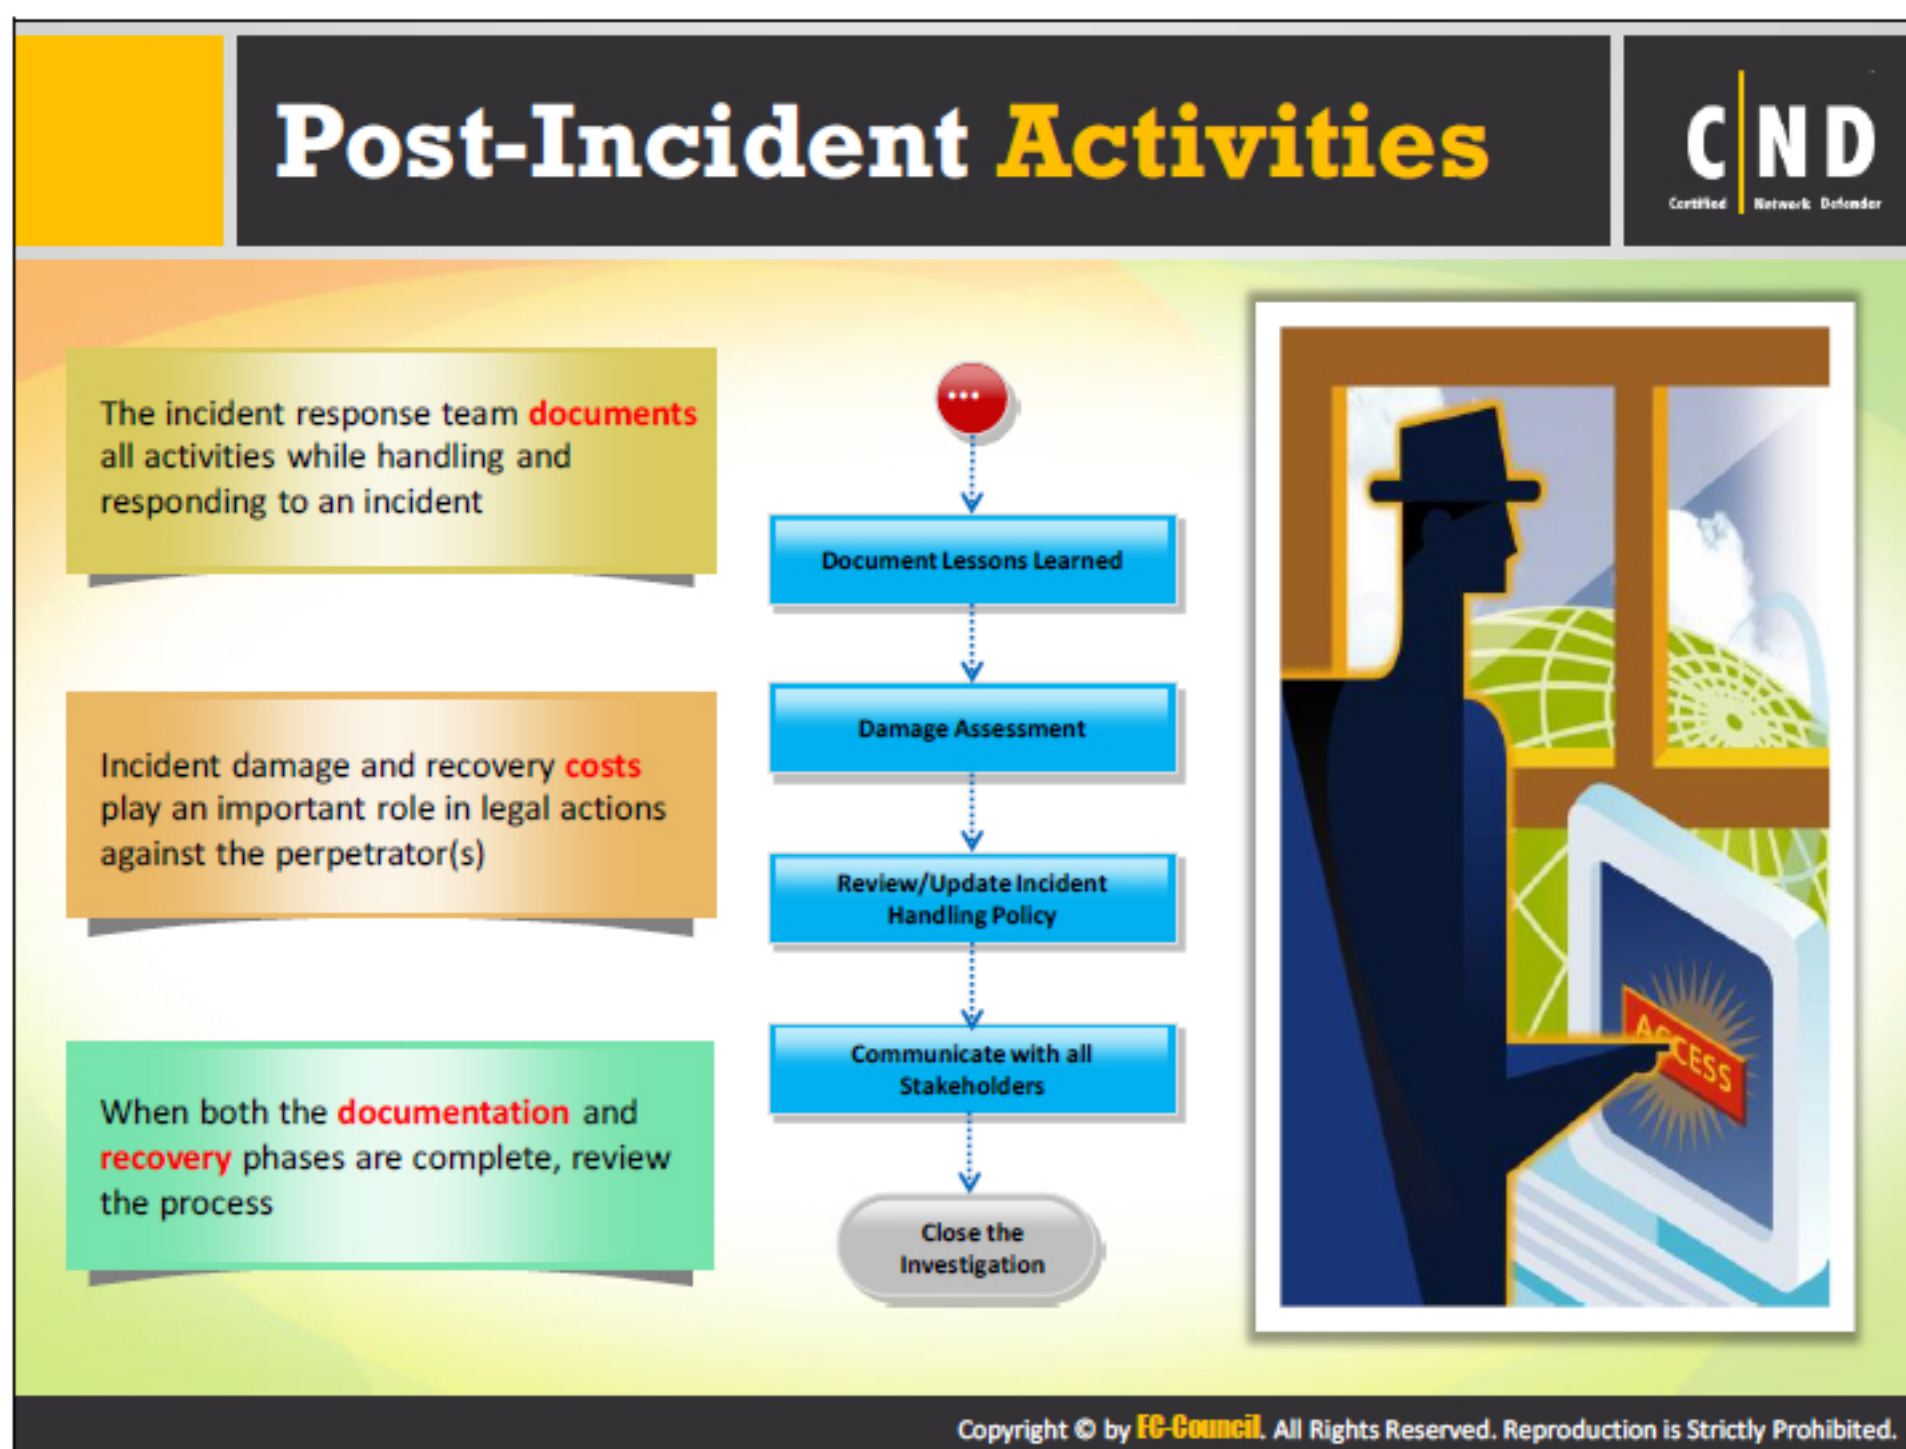 Post-Incident Activities
C N D
Certified Network Defender
The incident response team documents
all activities while handling and
responding to an incident
Incident damage and recovery costs
play an important role in legal actions
against the perpetrator(s)
When both the documentation and
recovery phases are complete, review
the process
Document Lessons Learned
Damage Assessment
Review/Update Incident
Handling Policy
Communicate with all
Stakeholders
Close the
Investigation
ACCESS
Copyright © by EC-Council. All Rights Reserved. Reproduction is Strictly Prohibited.